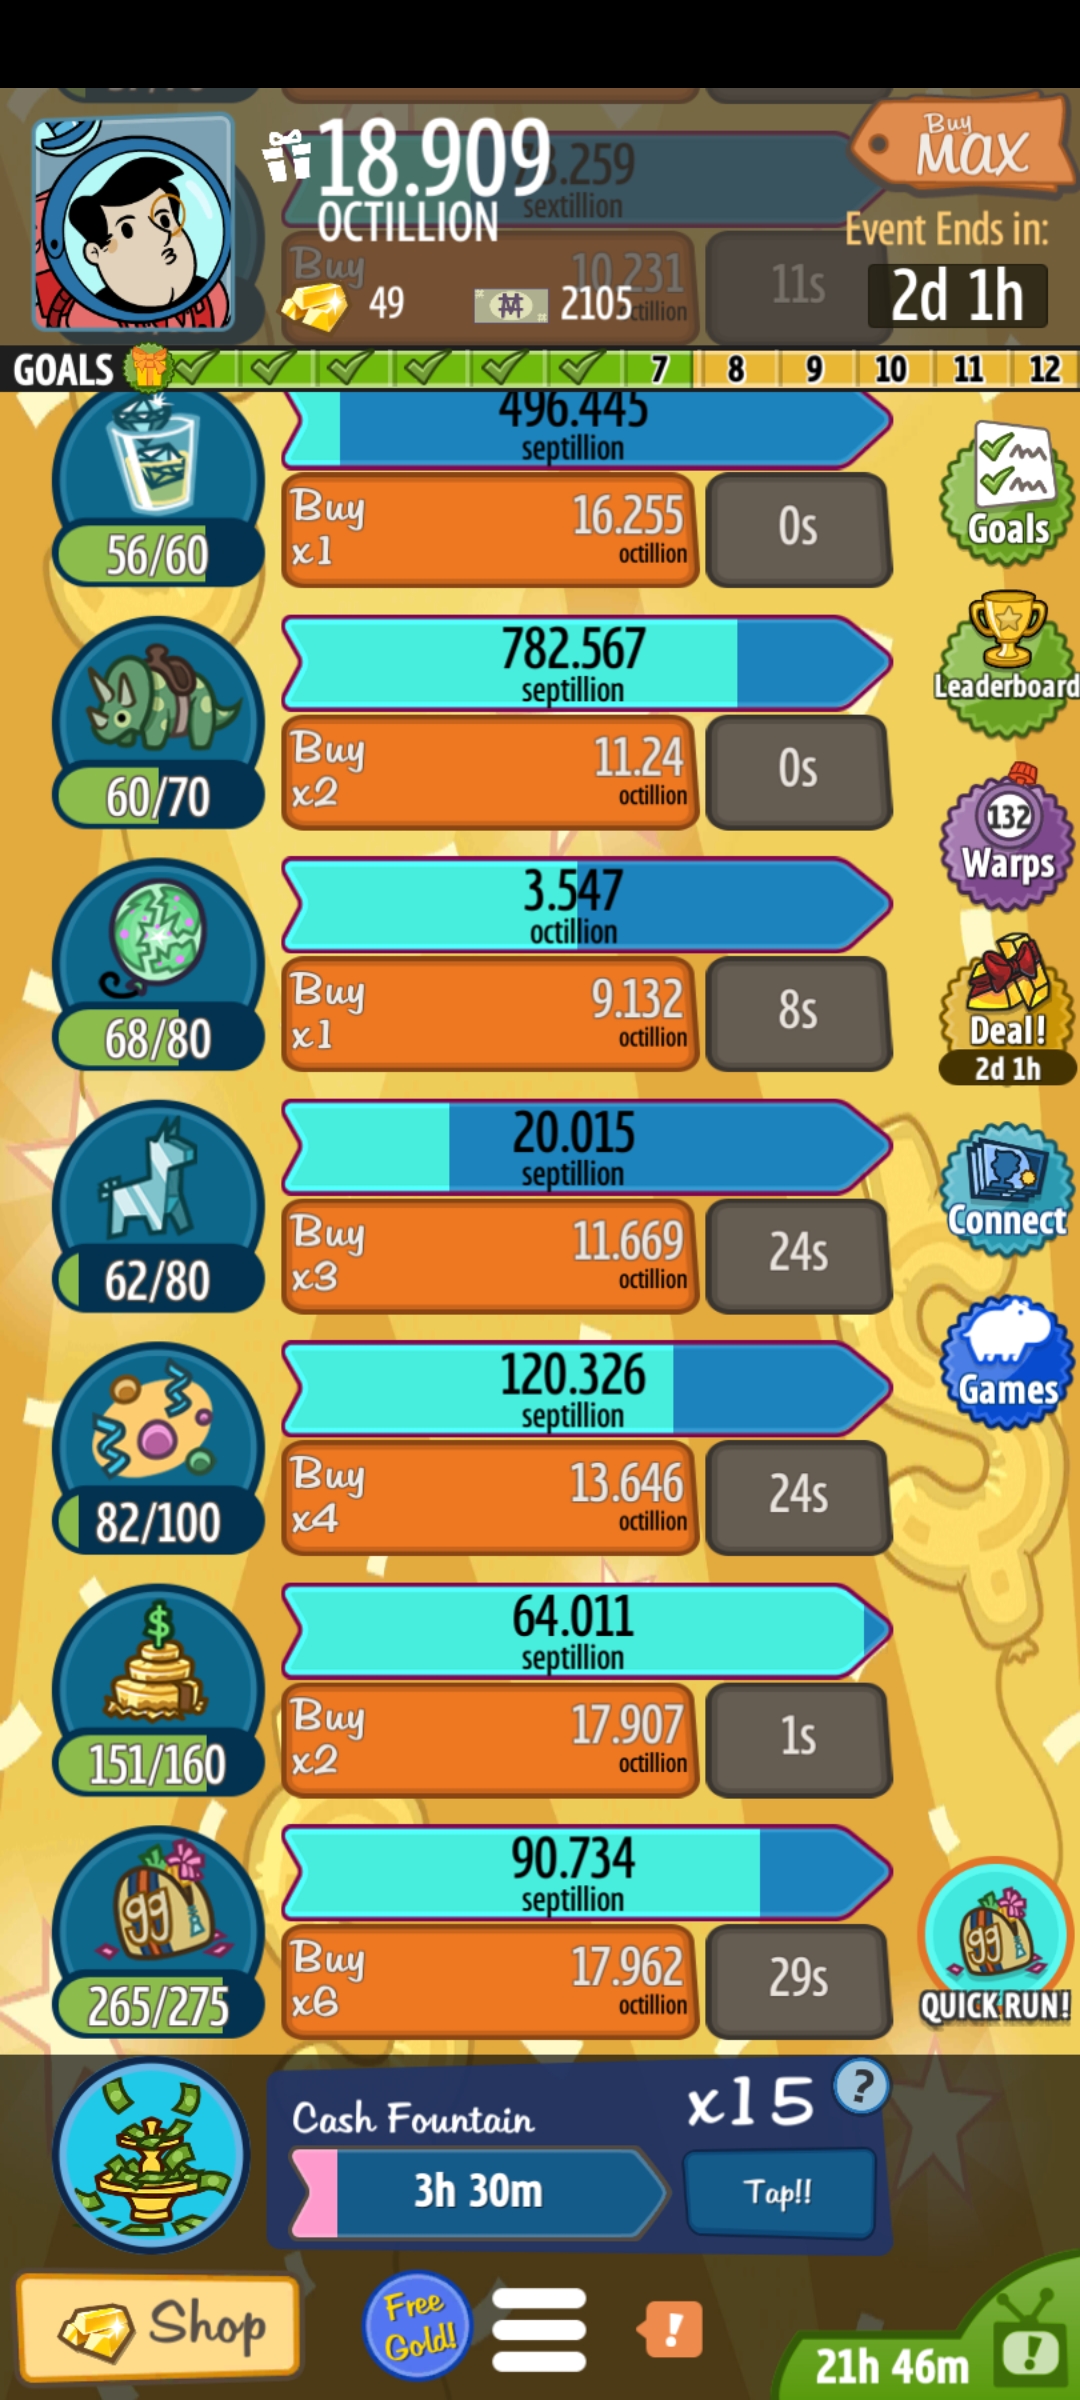 18.909
OCTILLION
Buy
MAX
.259
sextillion
Event Ends in:
2d 1h
Buy
10.231
11s
49
2105
GOALS 7 8 9 10 11 12
496.445
septillion
Buy
x1
16.255
octillion
0s
56/60
Goals
782.567
septillion
Buy
x2
11.24
octillion
0s
60/70
Leaderboard
132
Warps
3.547
octillion
Buy
x1
9.132
octillion
8s
68/80
Deal!
2d 1h
20.015
septillion
Buy
x3
11.669
octillion
24s
62/80
Connect
Games
120.326
septillion
Buy
x4
13.646
octillion
24s
82/100
$
64.011
septillion
Buy
x2
17.907
octillion
1s
151/160
90.734
septillion
Buy
x6
17.962
octillion
29s
gg
265/275
gg
QUICK RUN!
Cash Fountain
x15
?
3h 30m
Tap!!
Shop
Free
Gold!
!
21h 46m
!